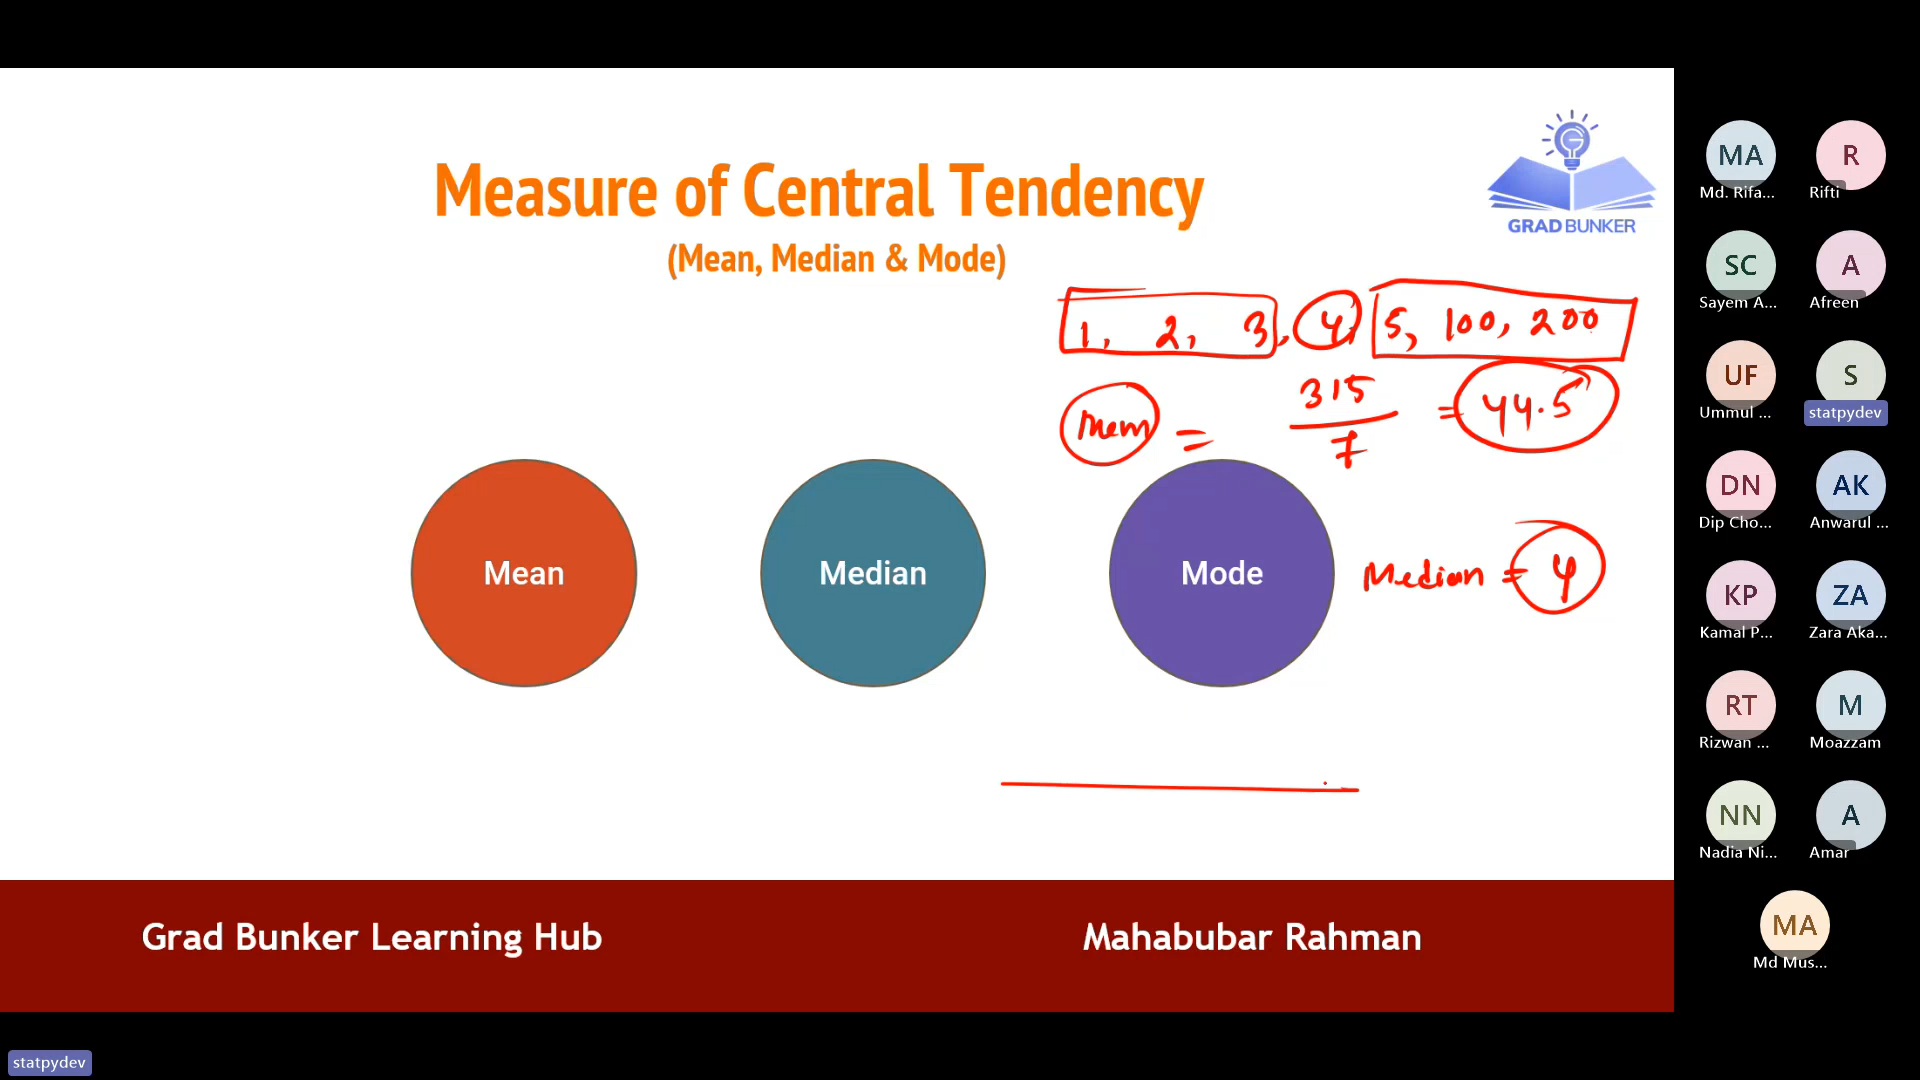 Measure of Central Tendency
(Mean, Median & Mode)
GRAD BUNKER
1, 2, 3, 4, 5, 100, 200
Mean = 315/7 = 44.5
Mean
Median
Mode
Median = 4
Grad Bunker Learning Hub
Mahabubar Rahman
statpydev
MA
Md. Rifa...
R
Rifti
SC
Sayem A...
A
Afreen
UF
Ummul ...
S
statpydev
DN
Dip Cho...
AK
Anwarul ...
KP
Kamal P...
ZA
Zara Aka...
RT
Rizwan ...
M
Moazzam
NN
Nadia Ni...
A
Amar
MA
Md Mus...